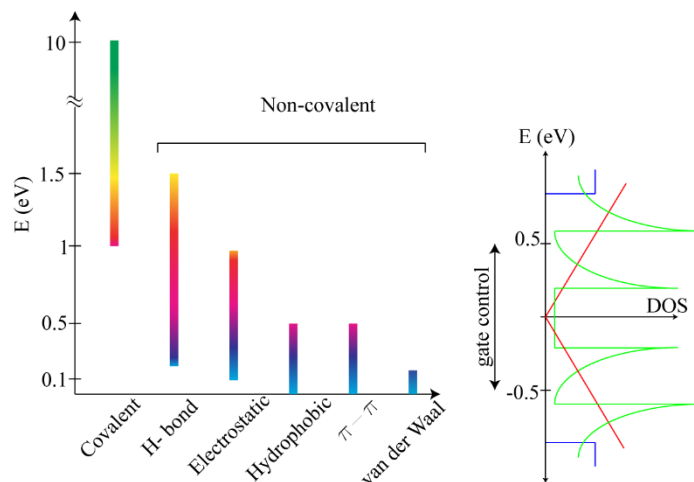 10
1.5
1
0.5
0.1
E (eV)
Non-covalent
Covalent
H- bond
Electrostatic
Hydrophobic
π−π
van der Waal
E (eV)
0.5
-0.5
DOS
gate control